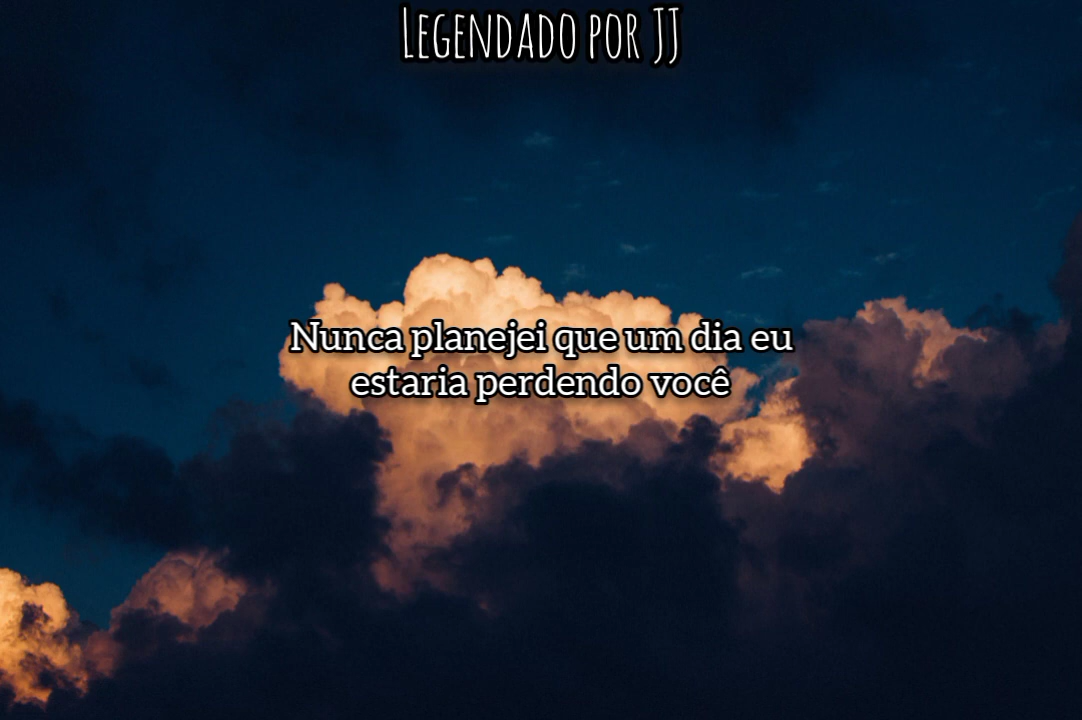 Legendado por JJ
Nunca planejei que um dia eu
estaria perdendo você